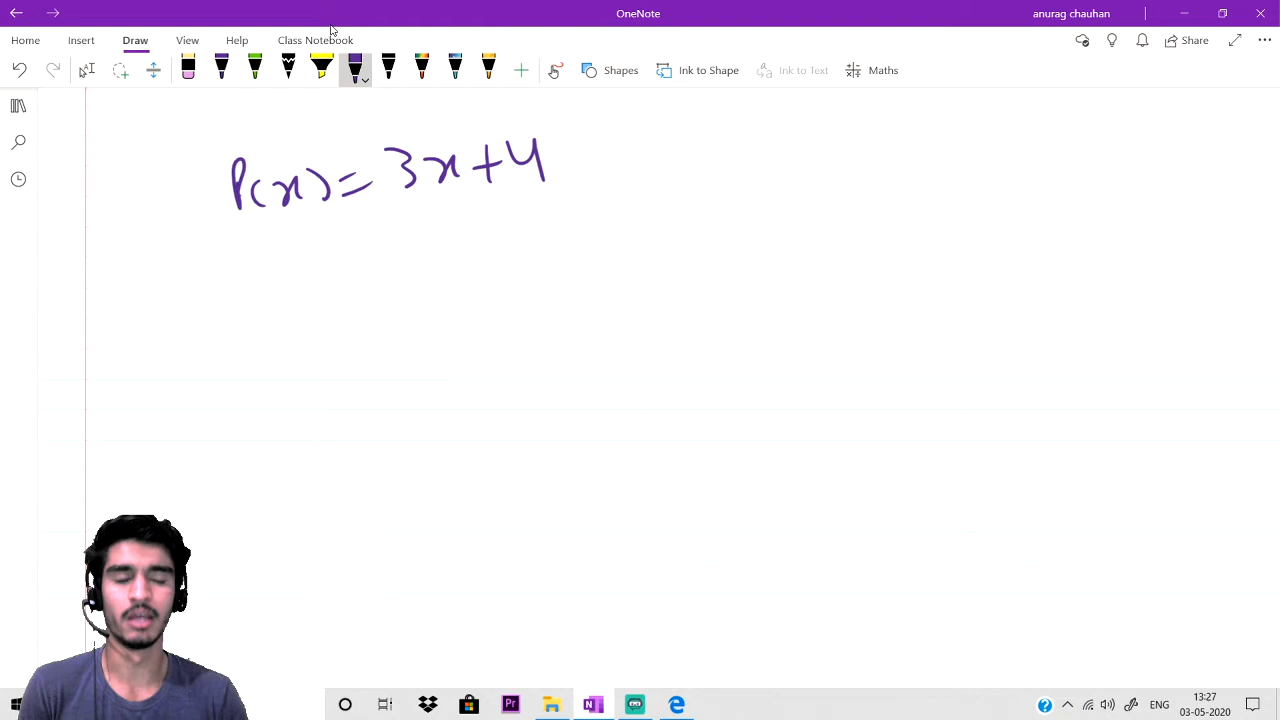 OneNote
anurag chauhan
Home Insert Draw View Help Class Notebook
Share
Shapes Ink to Shape Ink to Text Maths
P(x) = 3x+4
Pr
N
e
?
ENG
13:27
03-05-2020